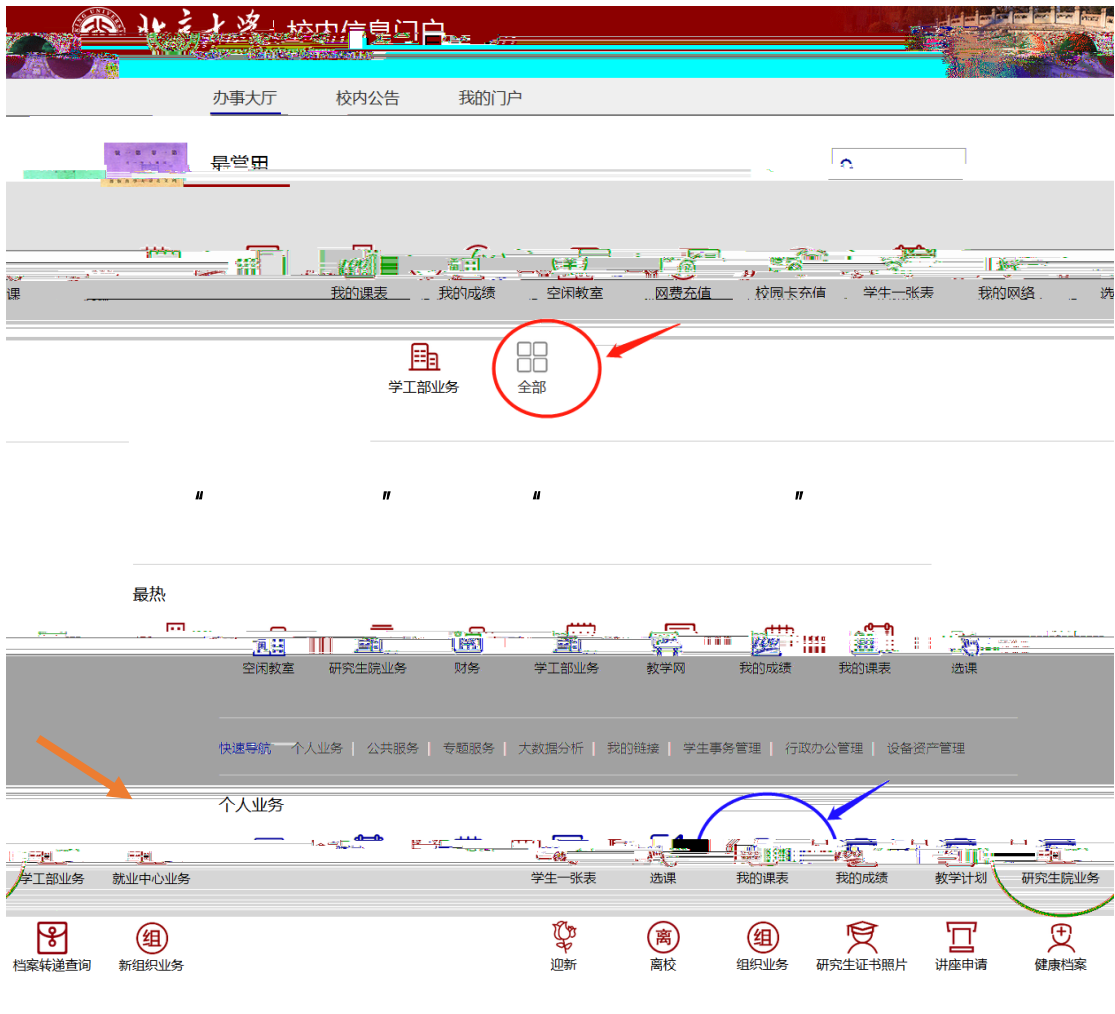 北京大学 校内信息门户
办事大厅 校内公告 我的门户
最常用
课 我的课表 我的成绩 空闲教室 网费充值 校园卡充值 学生一张表 我的网络 选
学工部业务 全部
“ ” “ ”
最热
空闲教室 研究生院业务 财务 学工部业务 教学网 我的成绩 我的课表 选课
快速导航 个人业务 | 公共服务 | 专题服务 | 大数据分析 | 我的链接 | 学生事务管理 | 行政办公管理 | 设备资产管理
个人业务
学工部业务 就业中心业务 学生一张表 选课 我的课表 我的成绩 教学计划 研究生院业务
组 离 组
档案转递查询 新组织业务 迎新 离校 组织业务 研究生证书照片 讲座申请 健康档案